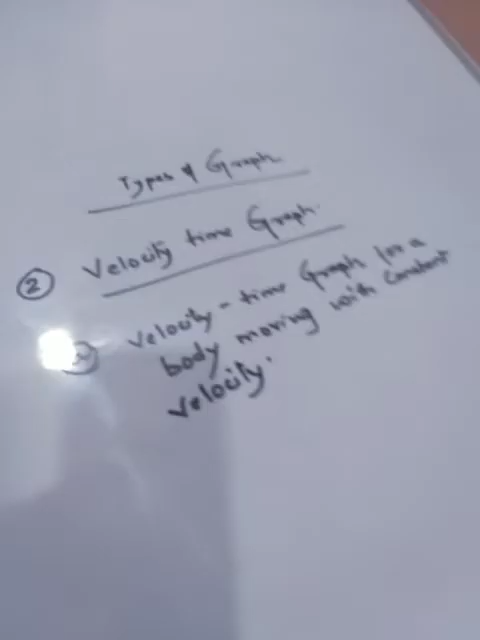 Types of Graph
② Velocity time Graph.
Velocity - time Graph for a
body moving with constant
velocity.